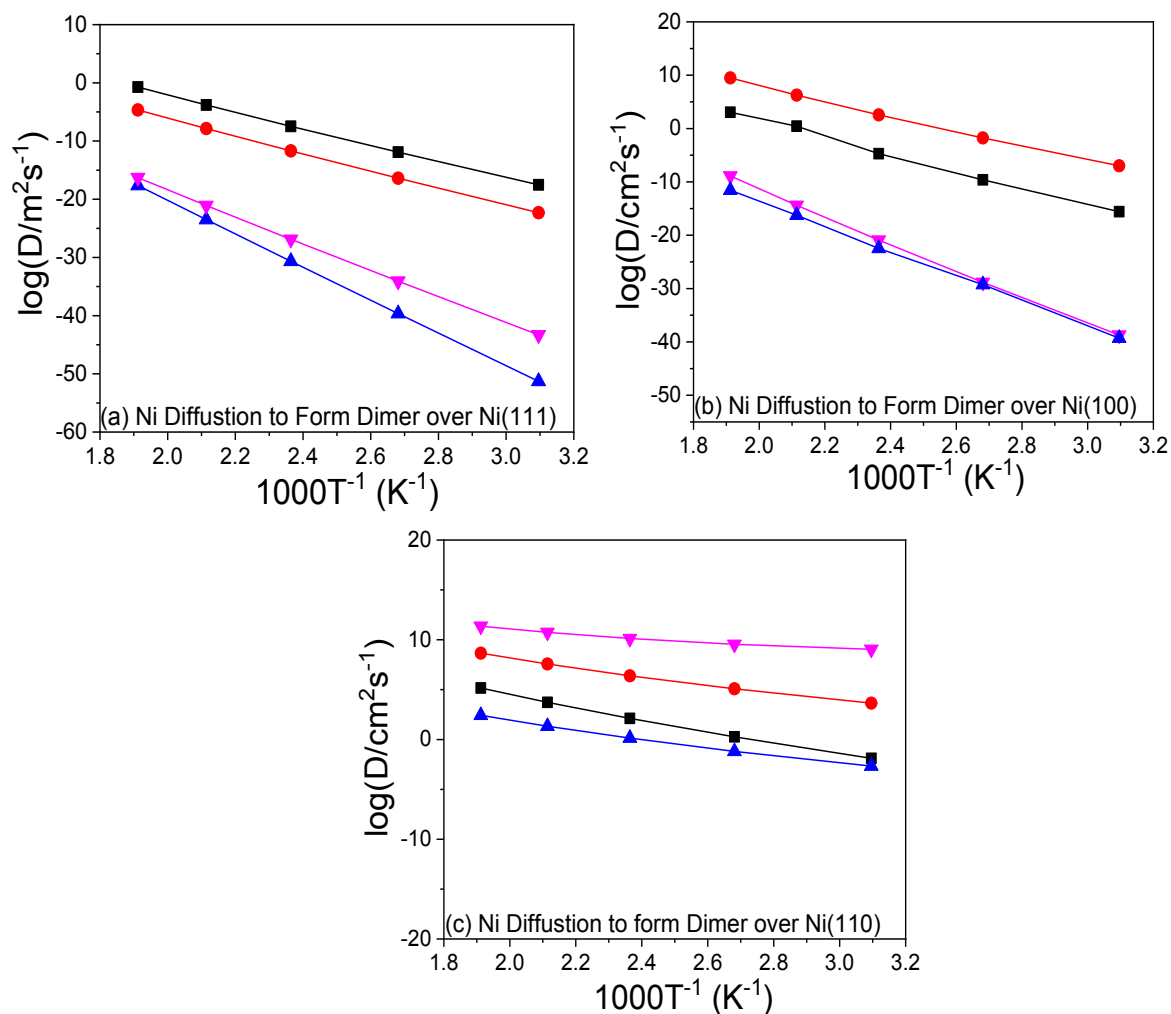 10
0
-10
-20
-30
-40
-50
-60
log(D/m²s⁻¹)
(a) Ni Diffustion to Form Dimer over Ni(111)
1.8 2.0 2.2 2.4 2.6 2.8 3.0 3.2
1000T⁻¹ (K⁻¹)
20
10
0
-10
-20
-30
-40
-50
log(D/cm²s⁻¹)
(b) Ni Diffustion to Form Dimer over Ni(100)
1.8 2.0 2.2 2.4 2.6 2.8 3.0 3.2
1000T⁻¹ (K⁻¹)
20
10
0
-10
-20
log(D/cm²s⁻¹)
(c) Ni Diffustion to form Dimer over Ni(110)
1.8 2.0 2.2 2.4 2.6 2.8 3.0 3.2
1000T⁻¹ (K⁻¹)